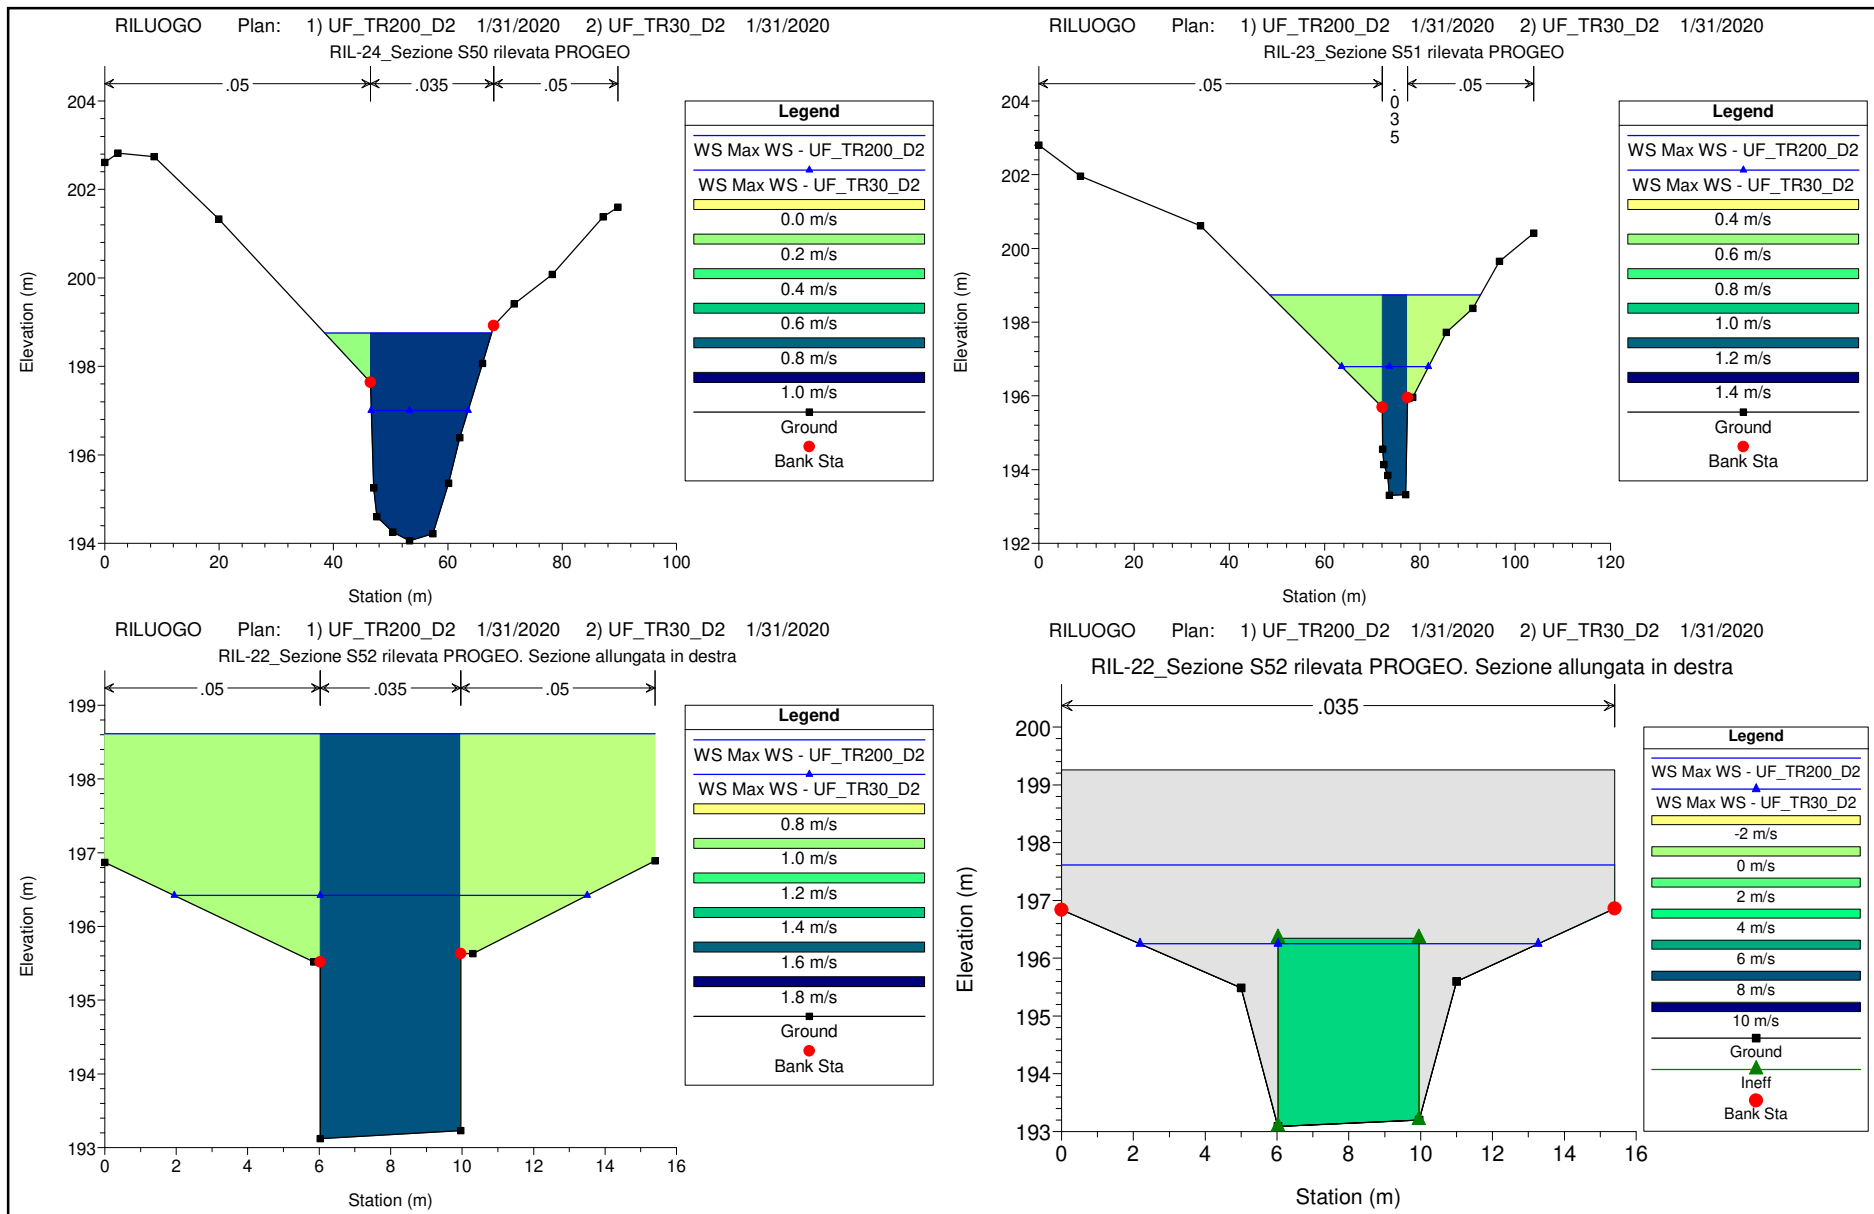 RILUOGO Plan: 1) UF_TR200_D2 1/31/2020 2) UF_TR30_D2 1/31/2020
RIL-24_Sezione S50 rilevata PROGEO
.05 .035 .05
204
202
200
198
196
194
0 20 40 60 80 100
Elevation (m)
Station (m)
Legend
WS Max WS - UF_TR200_D2
WS Max WS - UF_TR30_D2
0.0 m/s
0.2 m/s
0.4 m/s
0.6 m/s
0.8 m/s
1.0 m/s
Ground
Bank Sta
RILUOGO Plan: 1) UF_TR200_D2 1/31/2020 2) UF_TR30_D2 1/31/2020
RIL-23_Sezione S51 rilevata PROGEO
.05 .035 .05
204
202
200
198
196
194
192
0 20 40 60 80 100 120
Elevation (m)
Station (m)
Legend
WS Max WS - UF_TR200_D2
WS Max WS - UF_TR30_D2
0.4 m/s
0.6 m/s
0.8 m/s
1.0 m/s
1.2 m/s
1.4 m/s
Ground
Bank Sta
RILUOGO Plan: 1) UF_TR200_D2 1/31/2020 2) UF_TR30_D2 1/31/2020
RIL-22_Sezione S52 rilevata PROGEO. Sezione allungata in destra
.05 .035 .05
199
198
197
196
195
194
193
0 2 4 6 8 10 12 14 16
Elevation (m)
Station (m)
Legend
WS Max WS - UF_TR200_D2
WS Max WS - UF_TR30_D2
0.8 m/s
1.0 m/s
1.2 m/s
1.4 m/s
1.6 m/s
1.8 m/s
Ground
Bank Sta
RILUOGO Plan: 1) UF_TR200_D2 1/31/2020 2) UF_TR30_D2 1/31/2020
RIL-22_Sezione S52 rilevata PROGEO. Sezione allungata in destra
.035
200
199
198
197
196
195
194
193
0 2 4 6 8 10 12 14 16
Elevation (m)
Station (m)
Legend
WS Max WS - UF_TR200_D2
WS Max WS - UF_TR30_D2
-2 m/s
0 m/s
2 m/s
4 m/s
6 m/s
8 m/s
10 m/s
Ground
Ineff
Bank Sta